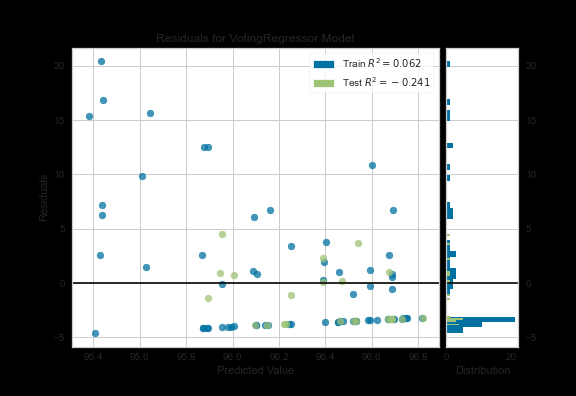 Residuals for VotingRegressor Model
Train R² = 0.062
Test R² = −0.241
20
15
10
5
0
−5
20
15
10
5
0
−5
Residuals
95.4 95.6 95.8 96.0 96.2 96.4 96.6 96.8
0 20
Predicted Value
Distribution